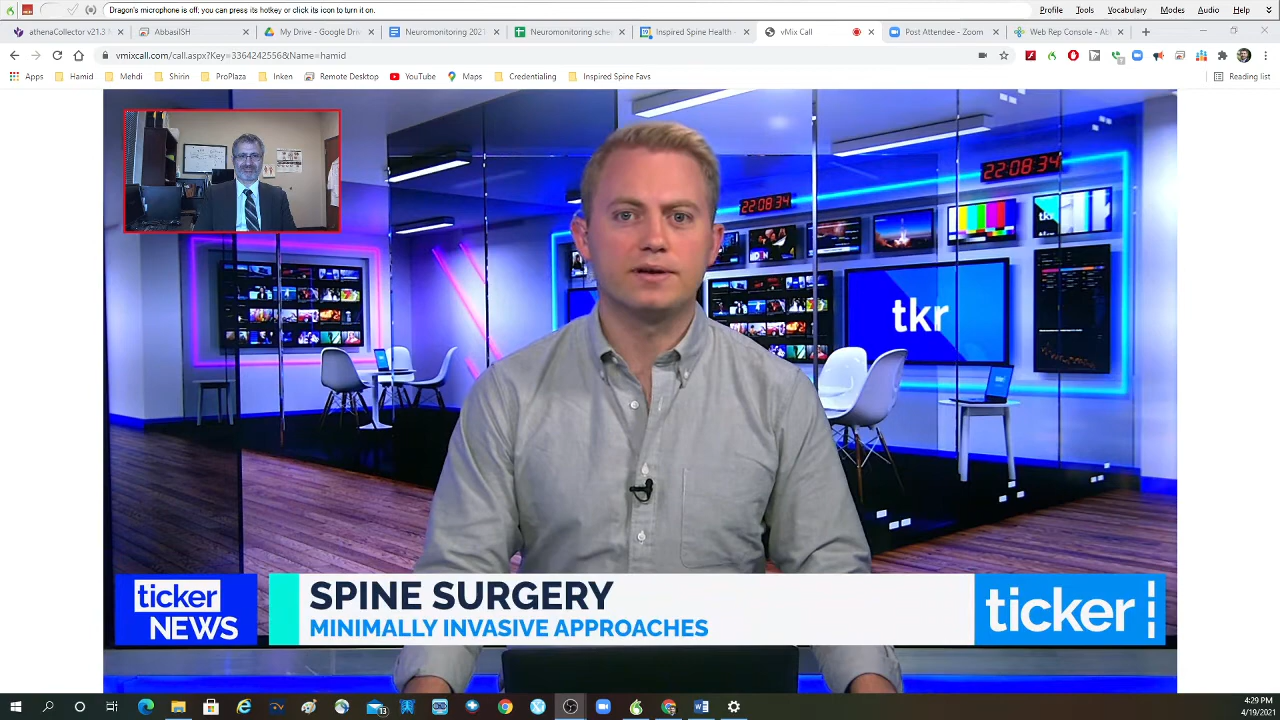 Dragon's microphone is off; you can press its hotkey or click its icon to turn it on.
Profile Tools Vocabulary Modes Audio Help
athenaCollector v21.3 AbbasiISH My Drive - Google Drive Neuromonitoring 2021 Neuromonitoring sche Inspired Spine Health - vMix Call Post Attendee - Zoom Web Rep Console - Ab
vmixcall.com/call.aspx?Key=3364242556&Name=hamid
Apps Hamid Mehdi Shirin ProPlaza Inken Remote Desktop YouTube Maps Credentialing Inspired Spine Favs Reading list
22:08:34
22:08:34
tkr
tkr
ticker
NEWS
SPINE SURGERY
MINIMALLY INVASIVE APPROACHES
ticker
4:29 PM
4/19/2021